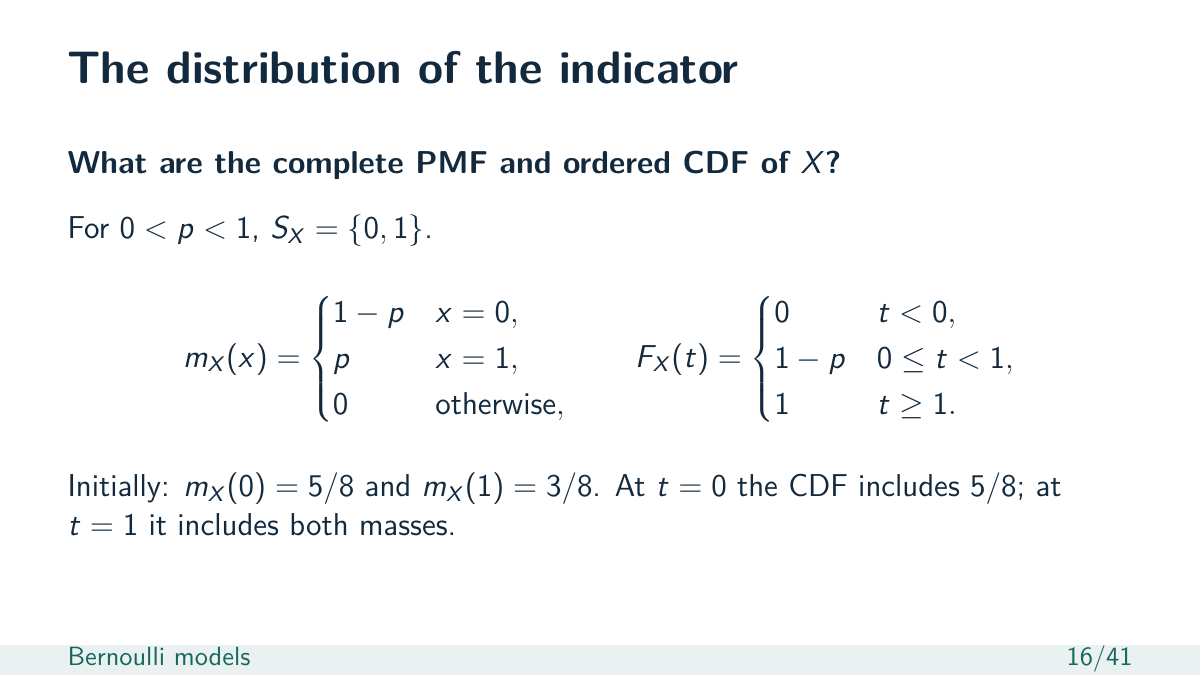 The distribution of the indicator
What are the complete PMF and ordered CDF of X?
For 0 < p < 1, S_X = {0, 1}.
m_X(x) = { 1 − p x = 0, p x = 1, 0 otherwise, F_X(t) = { 0 t < 0, 1 − p 0 ≤ t < 1, 1 t ≥ 1.
Initially: m_X(0) = 5/8 and m_X(1) = 3/8. At t = 0 the CDF includes 5/8; at
t = 1 it includes both masses.
Bernoulli models 16/41